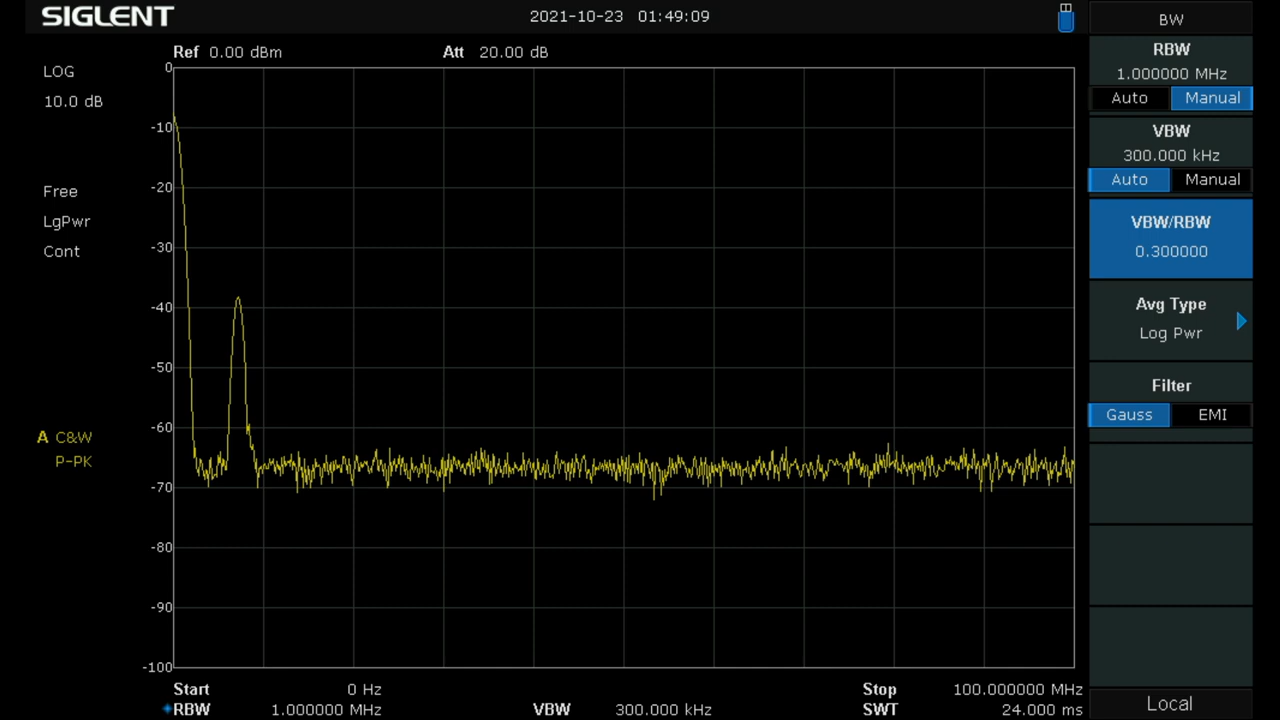 SIGLENT
2021-10-23 01:49:09
BW
Ref 0.00 dBm
Att 20.00 dB
LOG
10.0 dB
Free
LgPwr
Cont
A C&W
P-PK
0
-10
-20
-30
-40
-50
-60
-70
-80
-90
-100
RBW
1.000000 MHz
Auto Manual
VBW
300.000 kHz
Auto Manual
VBW/RBW
0.300000
Avg Type
Log Pwr
Filter
Gauss EMI
Start 0 Hz
Stop 100.000000 MHz
RBW 1.000000 MHz
VBW 300.000 kHz
SWT 24.000 ms
Local